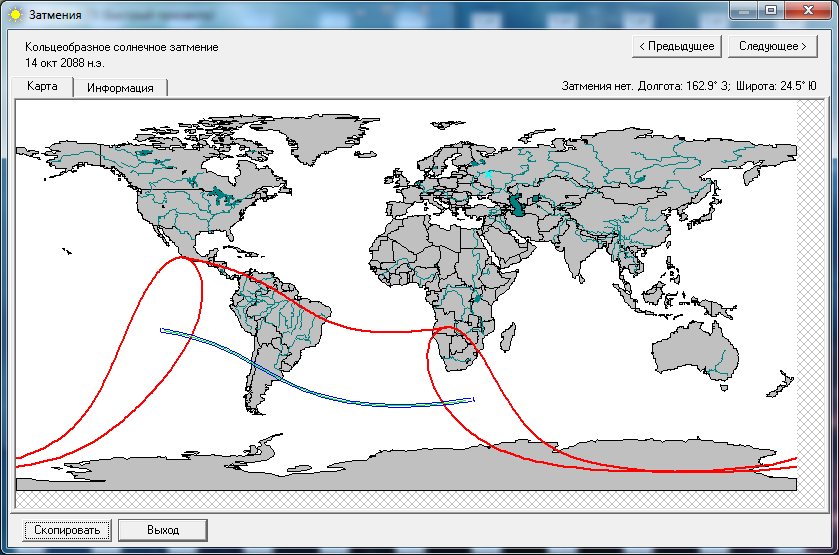 Затмения
Кольцеобразное солнечное затмение
14 окт 2088 н.э.
< Предыдущее
Следующее >
Карта
Информация
Затмения нет. Долгота: 162.9° З; Широта: 24.5° Ю
Скопировать
Выход